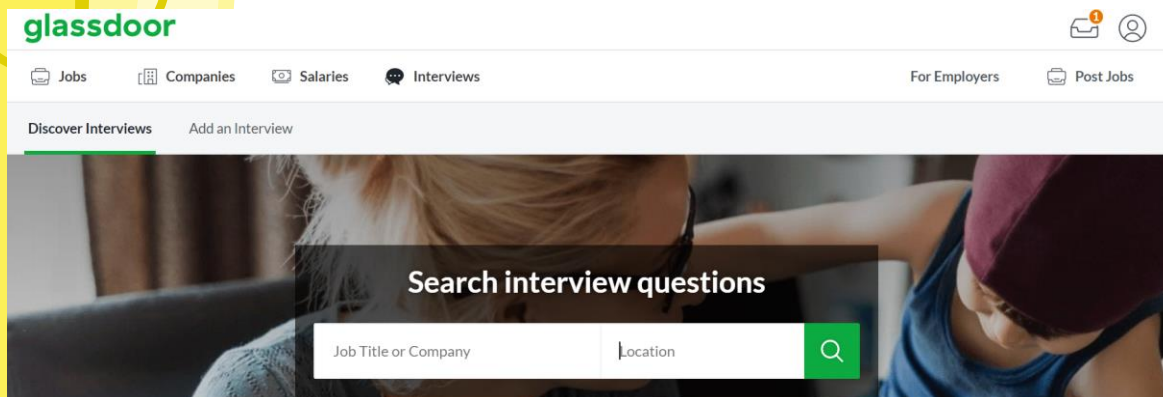 glassdoor
1
Jobs Companies Salaries Interviews For Employers Post Jobs
Discover Interviews Add an Interview
Search interview questions
Job Title or Company Location